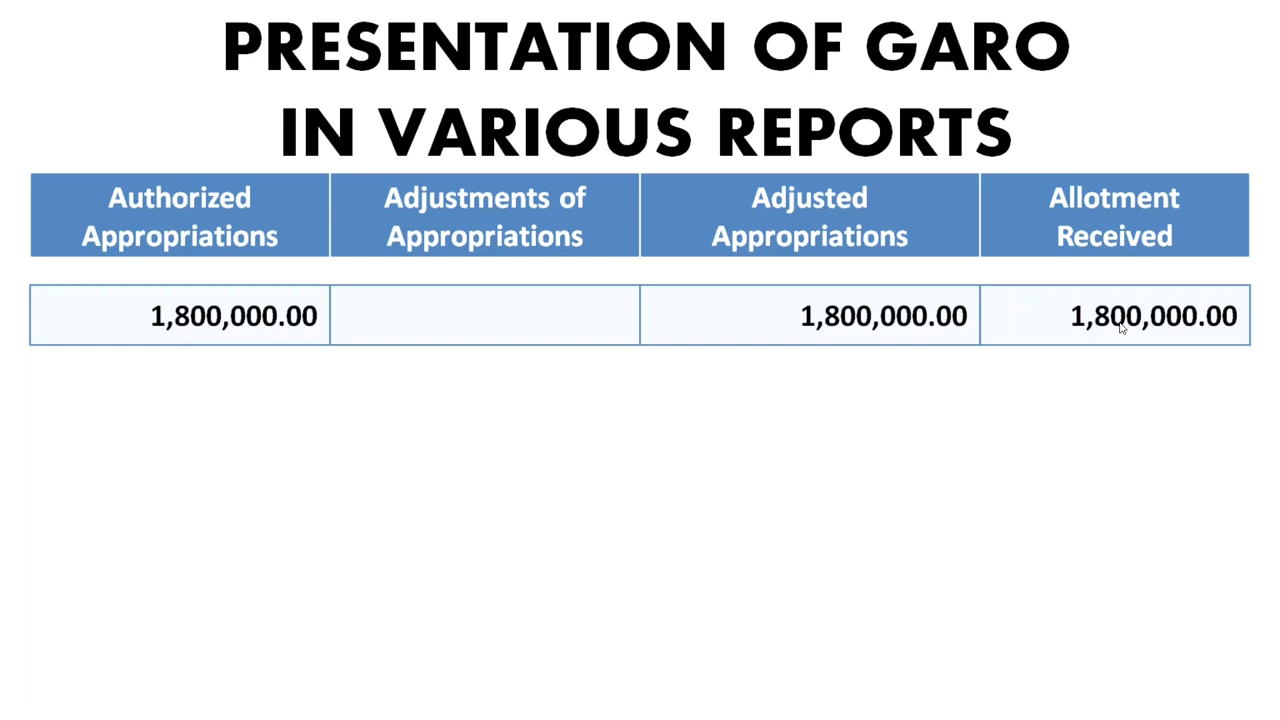 PRESENTATION OF GARO
IN VARIOUS REPORTS
Authorized
Appropriations
Adjustments of
Appropriations
Adjusted
Appropriations
Allotment
Received
1,800,000.00
1,800,000.00
1,800,000.00